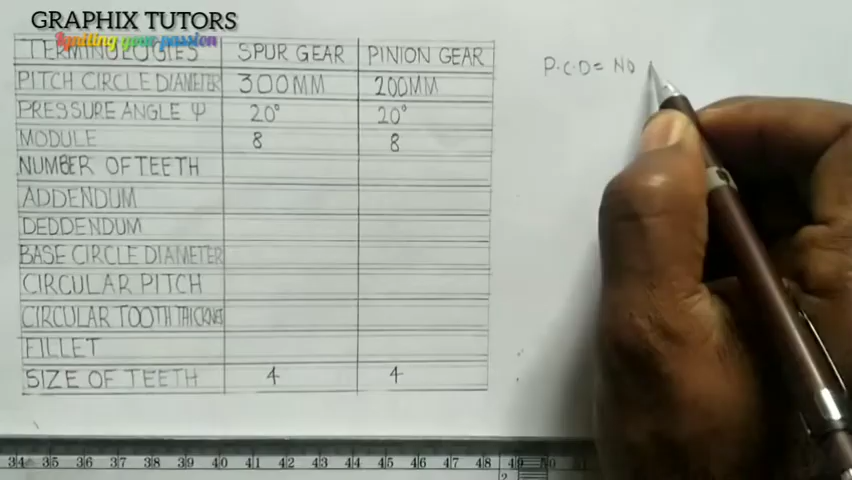 GRAPHIX TUTORS
Igniting your passion
TERMINOLOGIES SPUR GEAR PINION GEAR
PITCH CIRCLE DIAMETER 300MM 200MM
PRESSURE ANGLE Ψ 20° 20°
MODULE 8 8
NUMBER OF TEETH
ADDENDUM
DEDDENDUM
BASE CIRCLE DIAMETER
CIRCULAR PITCH
CIRCULAR TOOTH THICKNES
FILLET
SIZE OF TEETH 4 4
P.C.D= NO
34 35 36 37 38 39 40 41 42 43 44 45 46 47 48 49 50
2